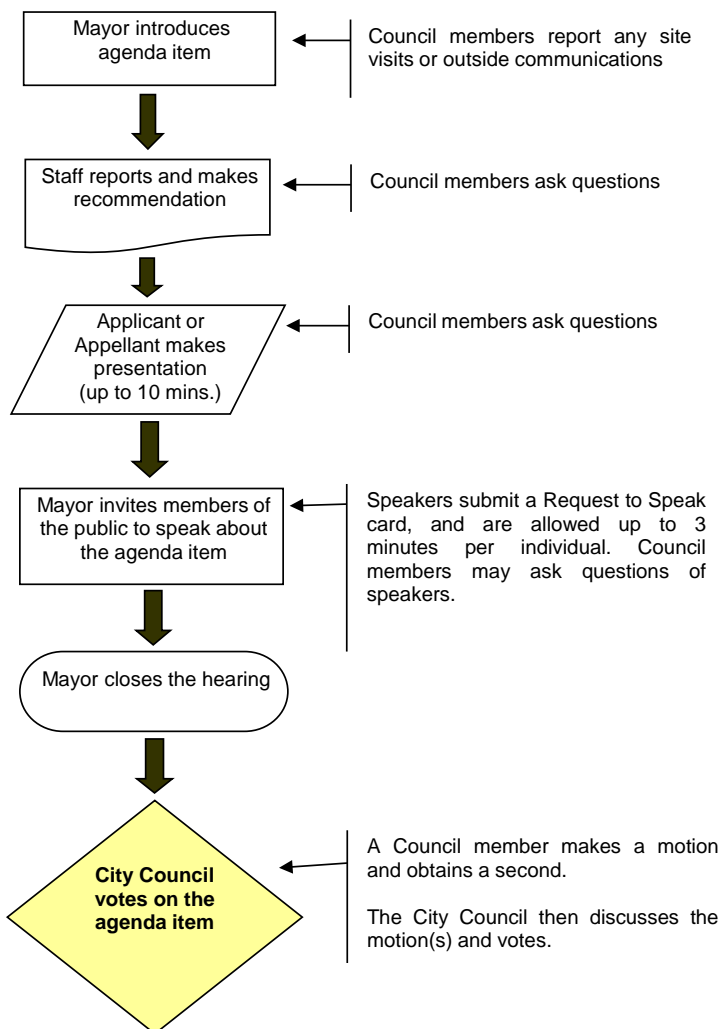 Mayor introduces
agenda item
Council members report any site
visits or outside communications
Staff reports and makes
recommendation
Council members ask questions
Applicant or
Appellant makes
presentation
(up to 10 mins.)
Council members ask questions
Mayor invites members of
the public to speak about
the agenda item
Speakers submit a Request to Speak
card, and are allowed up to 3
minutes per individual. Council
members may ask questions of
speakers.
Mayor closes the hearing
City Council
votes on the
agenda item
A Council member makes a motion
and obtains a second.
The City Council then discusses the
motion(s) and votes.